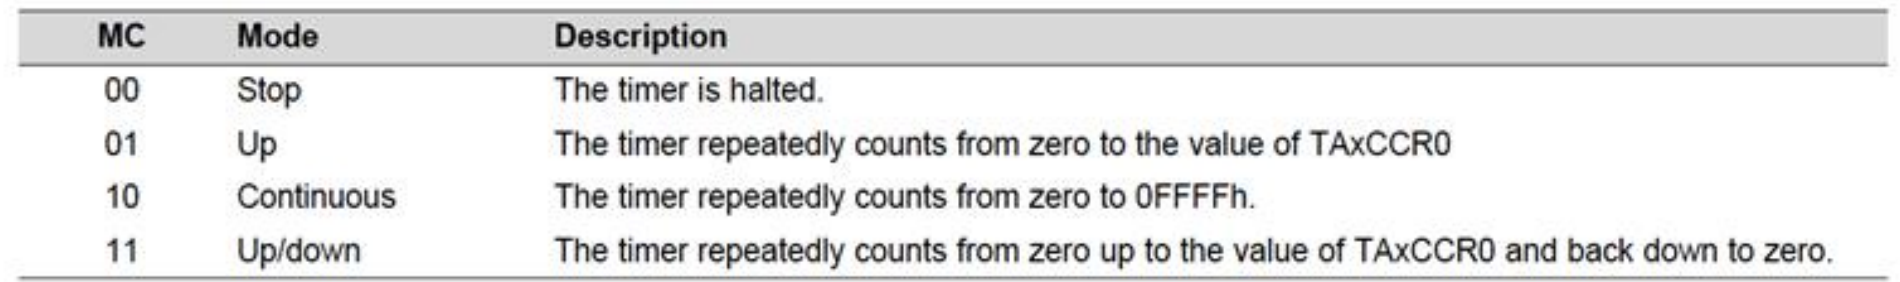 MC Mode Description
00 Stop The timer is halted.
01 Up The timer repeatedly counts from zero to the value of TAxCCR0
10 Continuous The timer repeatedly counts from zero to 0FFFFh.
11 Up/down The timer repeatedly counts from zero up to the value of TAxCCR0 and back down to zero.